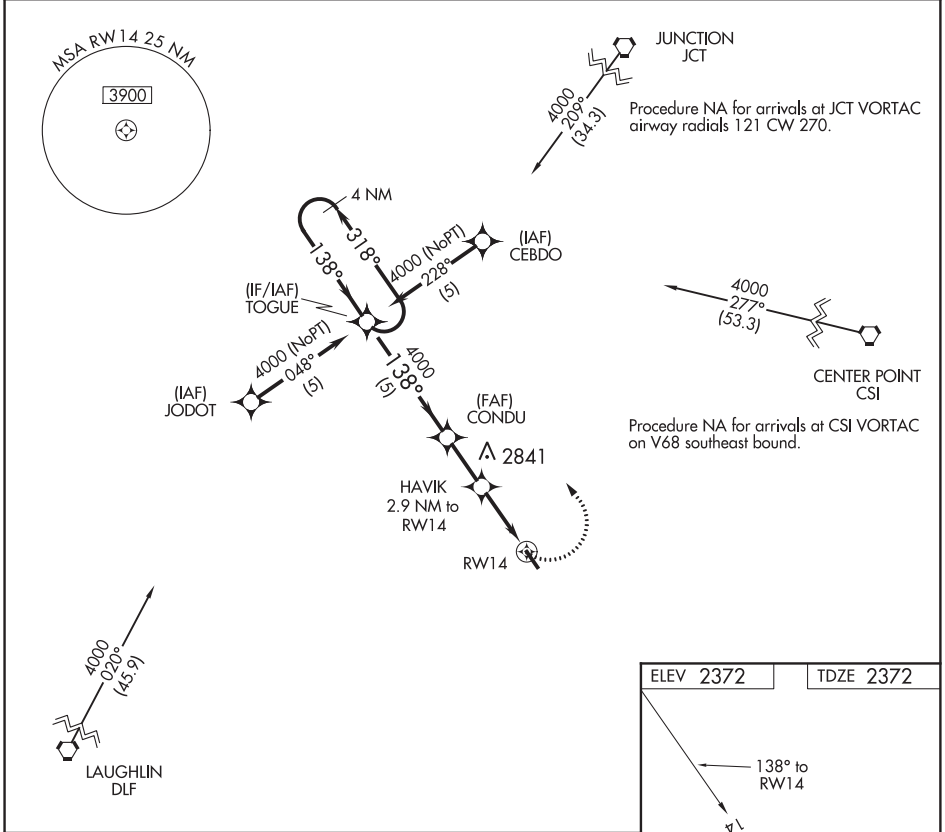 MSA RW14 25 NM
3900
JUNCTION
JCT
4000
209°
(34.3)
Procedure NA for arrivals at JCT VORTAC
airway radials 121 CW 270.
4 NM
318°
138°
4000 (NoPT)
228°
(5)
(IAF)
CEBDO
(IF/IAF)
TOGUE
4000 (NoPT)
048°
(5)
(IAF)
JODOT
4000
138°
(5)
4000
277°
(53.3)
CENTER POINT
CSI
Procedure NA for arrivals at CSI VORTAC
on V68 southeast bound.
(FAF)
CONDU
2841
HAVIK
2.9 NM to
RW14
RW14
4000
020°
(45.9)
LAUGHLIN
DLF
ELEV 2372
TDZE 2372
138° to
RW14
14